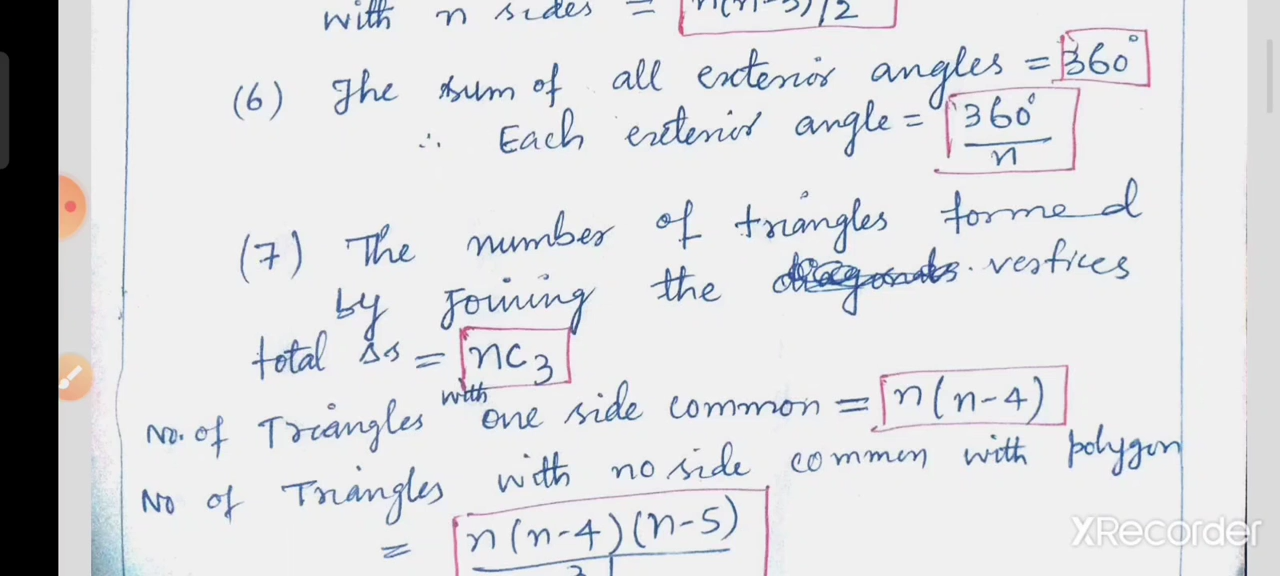 with n sides = n(n-3)/2
(6) The sum of all exterior angles = 360°
∴ Each exterior angle = 360°/n
(7) The number of triangles formed
by Joining the vertices
total Δs = nC3
No. of Triangles with one side common = n(n-4)
No of Triangles with no side common with polygon
= n(n-4)(n-5)
XRecorder